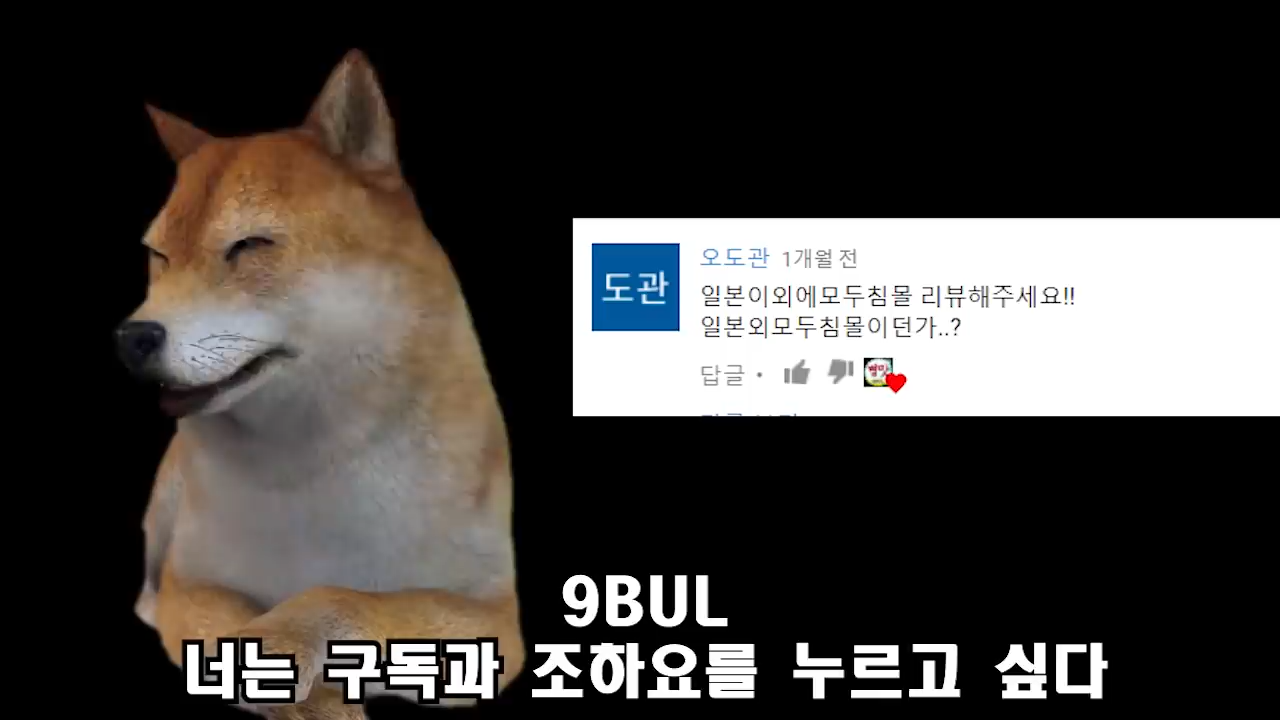 도관
오도관 1개월 전
일본이외에모두침몰 리뷰해주세요!!
일본외모두침몰이던가..?
답글
9BUL
너는 구독과 조하요를 누르고 싶다